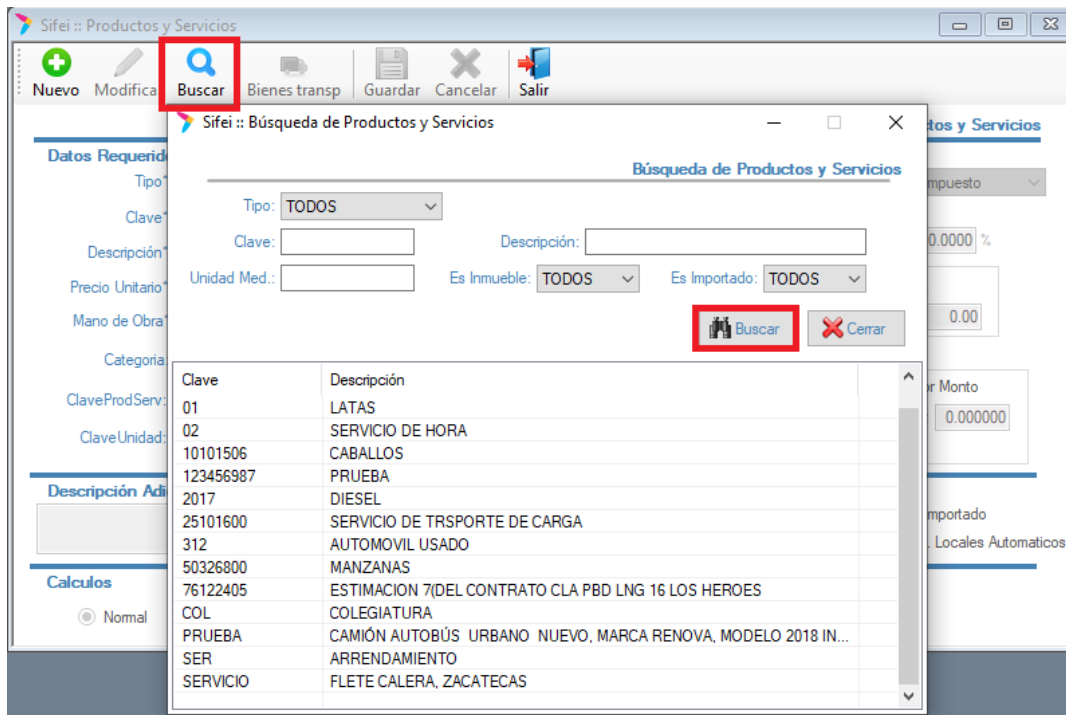 Sifei :: Productos y Servicios
Nuevo Modifica Buscar Bienes transp Guardar Cancelar Salir
Sifei :: Búsqueda de Productos y Servicios
tos y Servicios
Datos Requerid
Búsqueda de Productos y Servicios
Tipo*
Tipo: TODOS
mpuesto
Clave*
Clave: Descripción:
0.0000 %
Descripción*
Unidad Med.: Es Inmueble: TODOS Es Importado: TODOS
Precio Unitario*
Mano de Obra*
Buscar Cerrar
0.00
Categoria:
Clave Descripción
or Monto
ClaveProdServ:
01 LATAS
0.000000
02 SERVICIO DE HORA
ClaveUnidad:
10101506 CABALLOS
123456987 PRUEBA
Descripción Adi
2017 DIESEL
25101600 SERVICIO DE TRSPORTE DE CARGA
mportado
312 AUTOMOVIL USADO
. Locales Automaticos
50326800 MANZANAS
Calculos
76122405 ESTIMACION 7(DEL CONTRATO CLA PBD LNG 16 LOS HEROES
Normal
COL COLEGIATURA
PRUEBA CAMIÓN AUTOBÚS URBANO NUEVO, MARCA RENOVA, MODELO 2018 IN...
SER ARRENDAMIENTO
SERVICIO FLETE CALERA, ZACATECAS